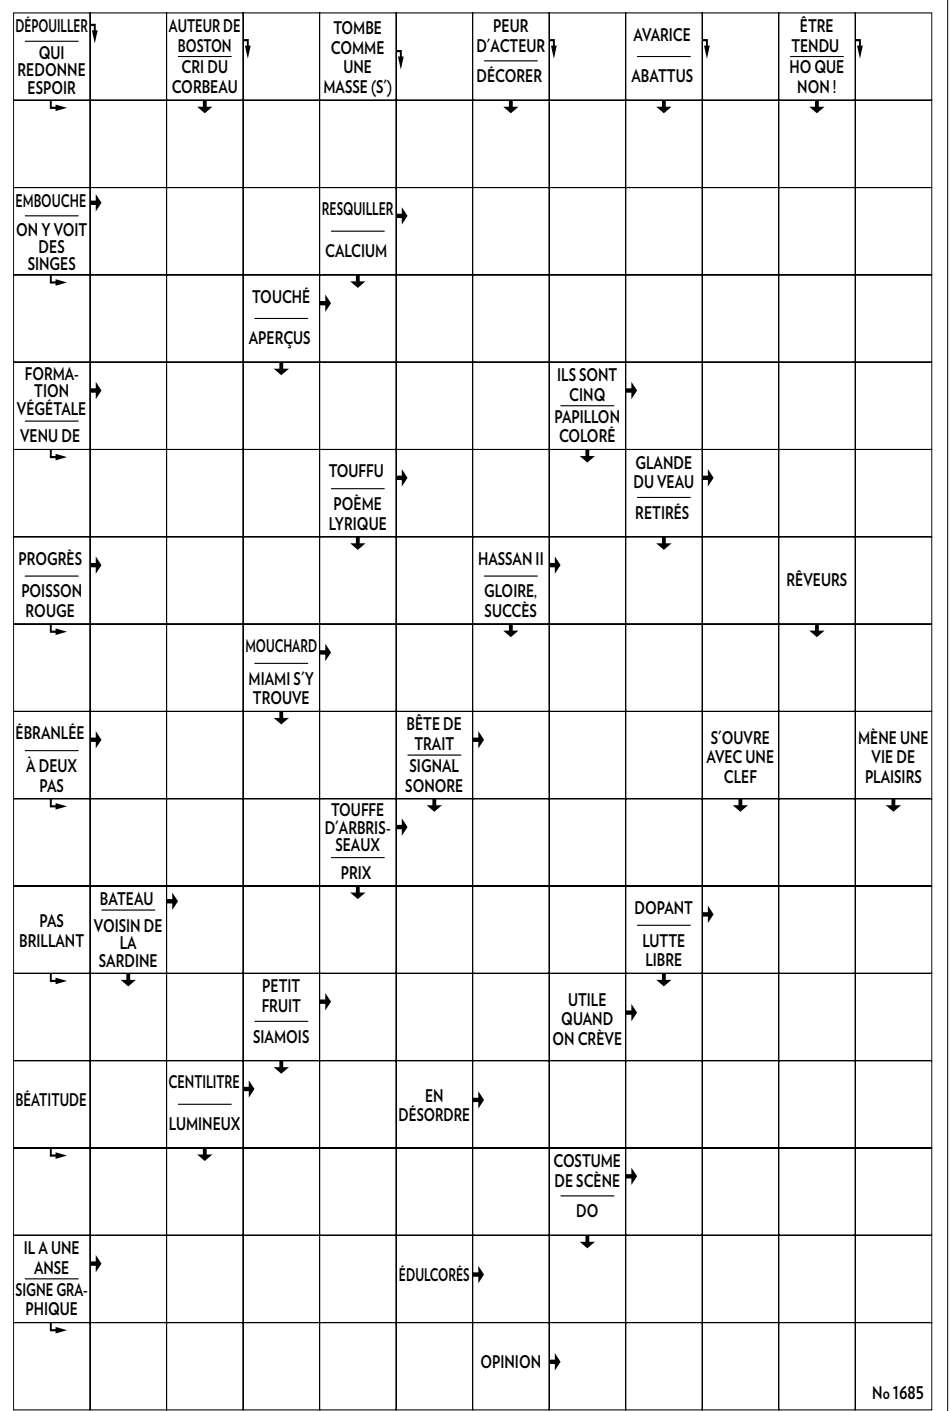 DÉPOUILLER
QUI
REDONNE
ESPOIR
AUTEUR DE
BOSTON
CRI DU
CORBEAU
TOMBE
COMME
UNE
MASSE (S')
PEUR
D'ACTEUR
DÉCORER
AVARICE
ABATTUS
ÊTRE
TENDU
HO QUE
NON !
EMBOUCHE
ON Y VOIT
DES
SINGES
RESQUILLER
CALCIUM
TOUCHÉ
APERÇUS
FORMA-
TION
VÉGÉTALE
VENU DE
ILS SONT
CINQ
PAPILLON
COLORÉ
TOUFFU
POÈME
LYRIQUE
GLANDE
DU VEAU
RETIRÉS
PROGRÈS
POISSON
ROUGE
HASSAN II
GLOIRE,
SUCCÈS
RÊVEURS
MOUCHARD
MIAMI S'Y
TROUVE
ÉBRANLÉE
À DEUX
PAS
BÊTE DE
TRAIT
SIGNAL
SONORE
S'OUVRE
AVEC UNE
CLEF
MÈNE UNE
VIE DE
PLAISIRS
TOUFFE
D'ARBRIS-
SEAUX
PRIX
PAS
BRILLANT
BATEAU
VOISIN DE
LA
SARDINE
DOPANT
LUTTE
LIBRE
PETIT
FRUIT
SIAMOIS
UTILE
QUAND
ON CRÈVE
BÉATITUDE
CENTILITRE
LUMINEUX
EN
DÉSORDRE
COSTUME
DE SCÈNE
DO
IL A UNE
ANSE
SIGNE GRA-
PHIQUE
ÉDULCORÉS
OPINION
No 1685